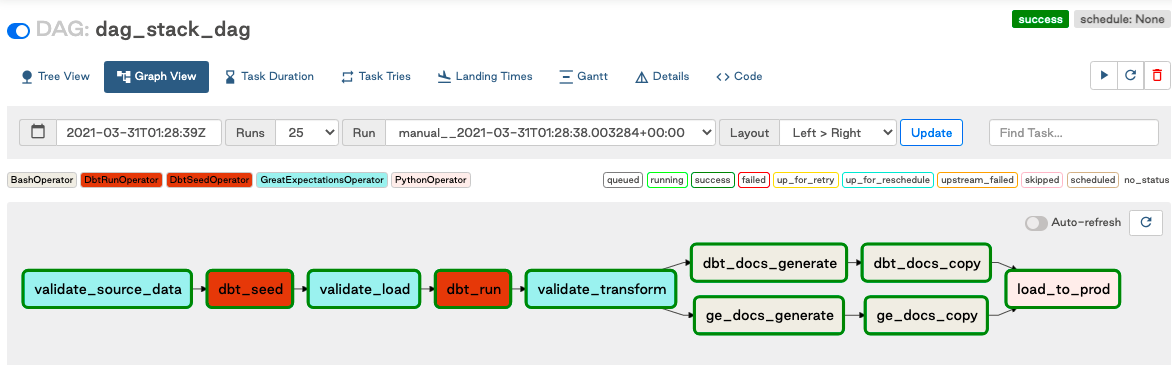 DAG: dag_stack_dag
success schedule: None
Tree View Graph View Task Duration Task Tries Landing Times Gantt Details <> Code
2021-03-31T01:28:39Z Runs 25 Run manual__2021-03-31T01:28:38.003284+00:00 Layout Left > Right Update Find Task...
BashOperator DbtRunOperator DbtSeedOperator GreatExpectationsOperator PythonOperator queued running success failed up_for_retry up_for_reschedule upstream_failed skipped scheduled no_status
Auto-refresh
dbt_docs_generate dbt_docs_copy
validate_source_data dbt_seed validate_load dbt_run validate_transform load_to_prod
ge_docs_generate ge_docs_copy